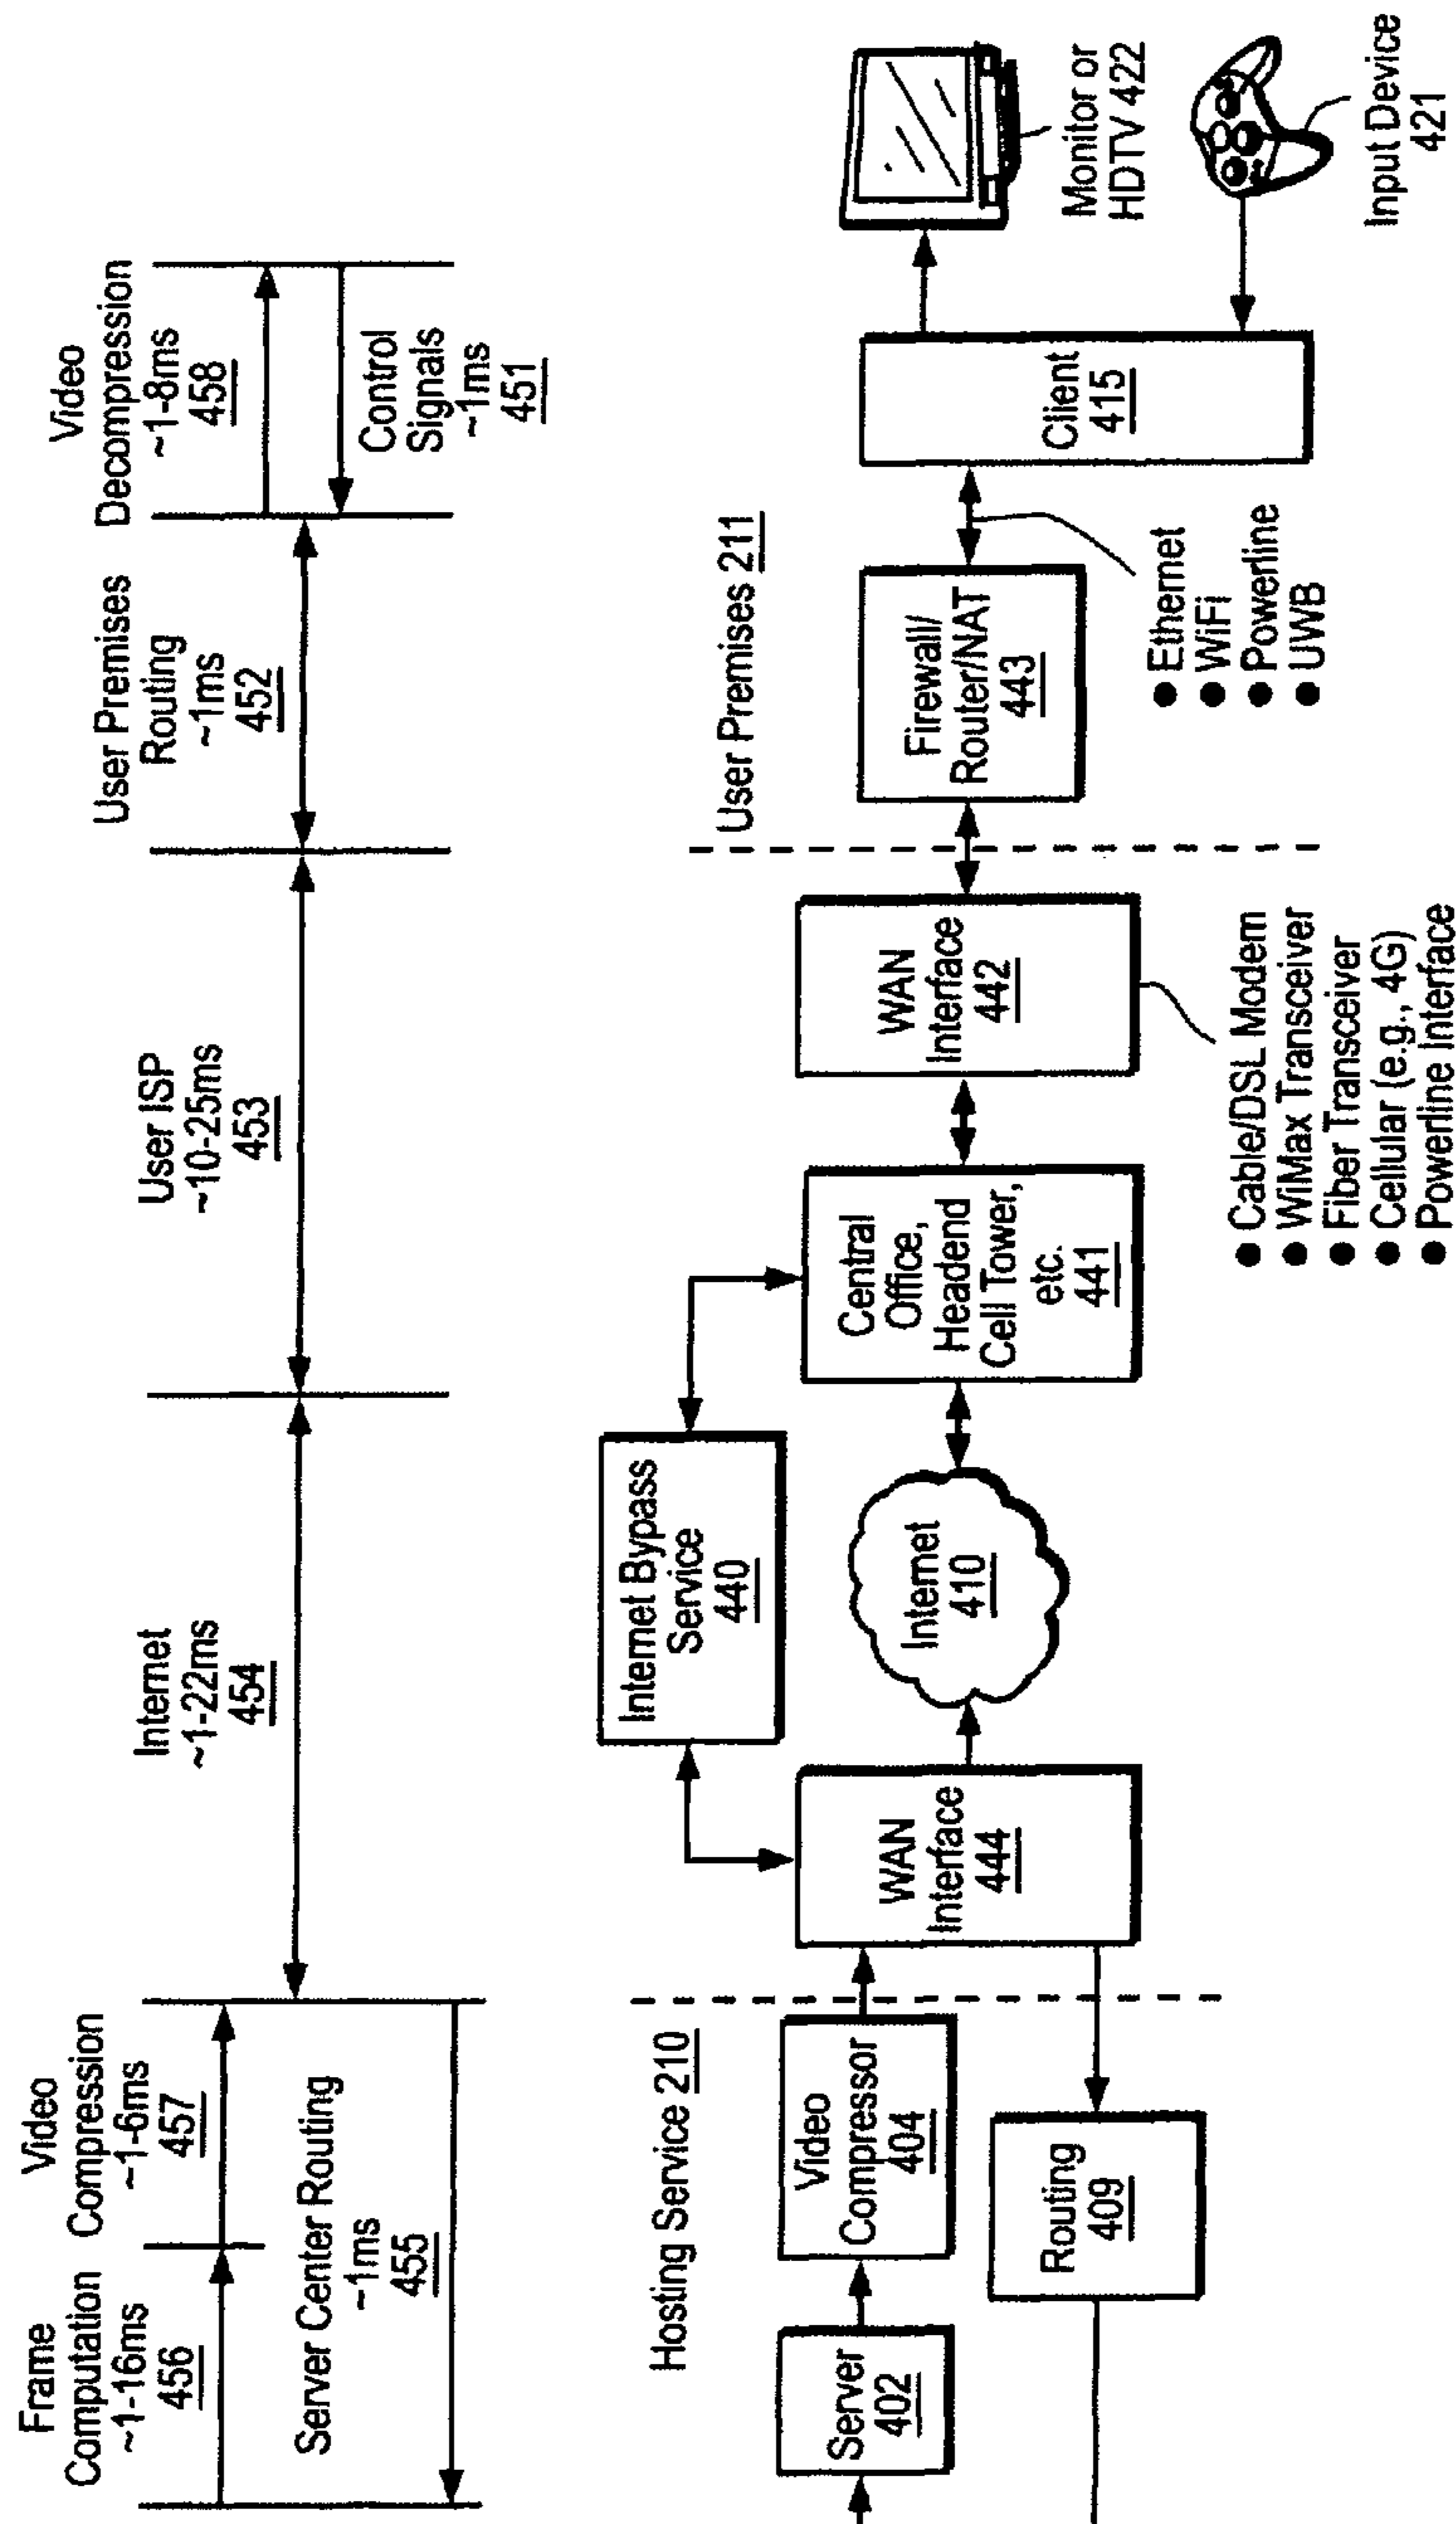 Frame
Computation
~1-16ms
456
Video
Compression
~1-6ms
457
Server Center Routing
~1ms
455
Internet
~1-22ms
454
User ISP
~10-25ms
453
User Premises
Routing
~1ms
452
Video
Decompression
~1-8ms
458
Control
Signals
~1ms
451
Hosting Service 210
Server
402
Video
Compressor
404
Routing
409
WAN
Interface
444
Internet Bypass
Service
440
Internet
410
Central
Office,
Headend
Cell Tower,
etc.
441
WAN
Interface
442
● Cable/DSL Modem
● WiMax Transceiver
● Fiber Transceiver
● Cellular (e.g., 4G)
● Powerline Interface
User Premises 211
Firewall/
Router/NAT
443
● Ethernet
● WiFi
● Powerline
● UWB
Client
415
Monitor or
HDTV 422
Input Device
421